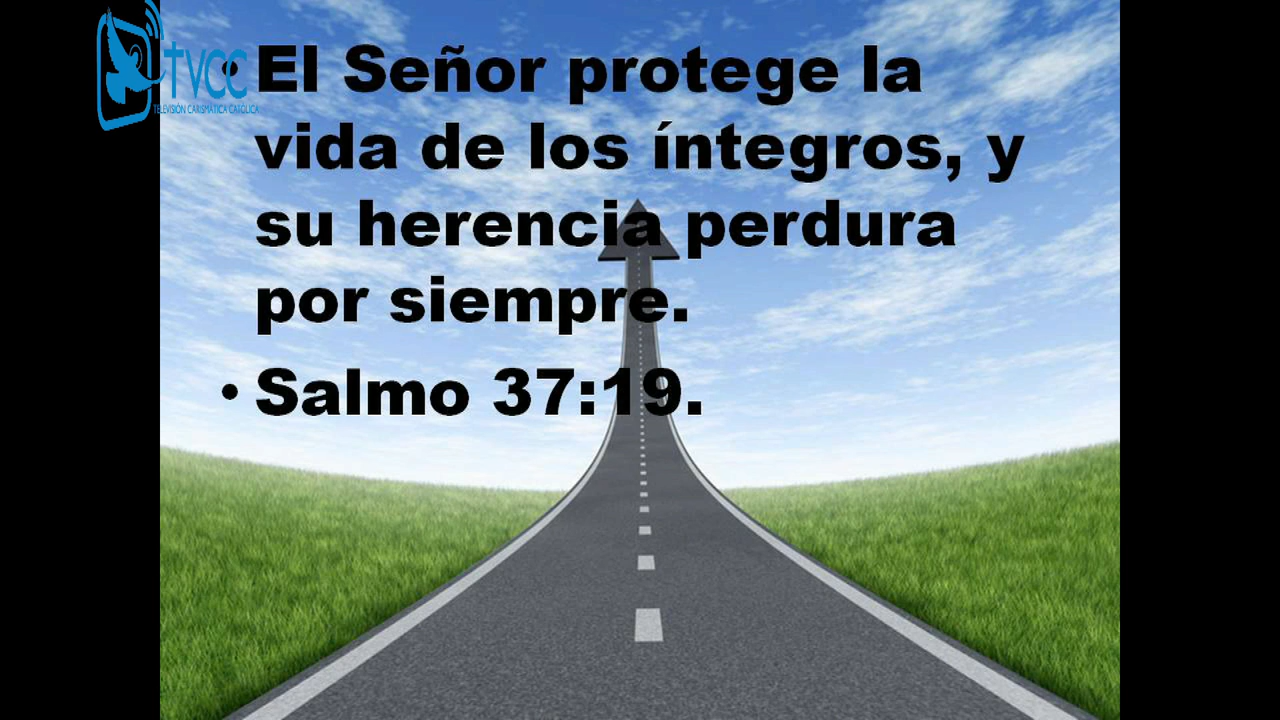 TVCC
TELEVISIÓN CARISMÁTICA CATÓLICA
• El Señor protege la
vida de los íntegros, y
su herencia perdura
por siempre.
• Salmo 37:19.